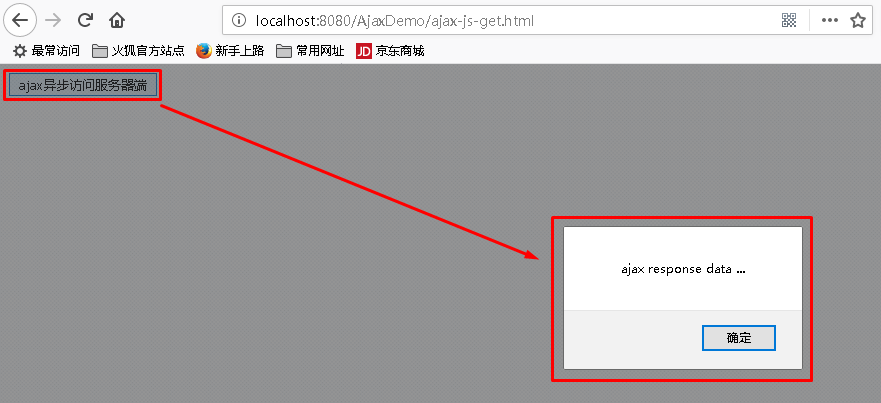 localhost:8080/AjaxDemo/ajax-js-get.html
最常访问 火狐官方站点 新手上路 常用网址 JD 京东商城
ajax异步访问服务器端
ajax response data ...
确定